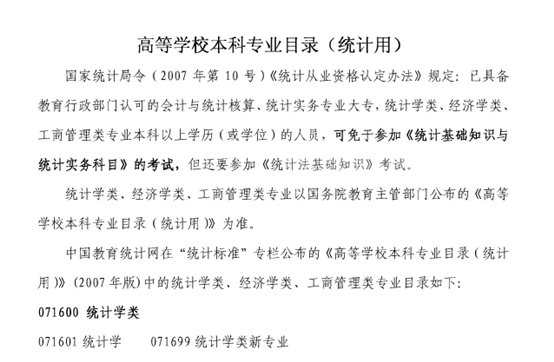 高等学校本科专业目录（统计用）
国家统计局令（2007 年第 10 号）《统计从业资格认定办法》规定：已具备
教育行政部门认可的会计与统计核算、统计实务专业大专，统计学类、经济学类、
工商管理类专业本科以上学历（或学位）的人员，可免于参加《统计基础知识与
统计实务科目》的考试，但还要参加《统计法基础知识》考试。
统计学类、经济学类、工商管理类专业以国务院教育主管部门公布的《高等
学校本科专业目录（统计用)》为准。
中国教育统计网在“统计标准”专栏公布的《高等学校本科专业目录（统计
用)》(2007 年版)中的统计学类、经济学类、工商管理类专业目录如下：
071600 统计学类
071601 统计学 071699 统计学类新专业